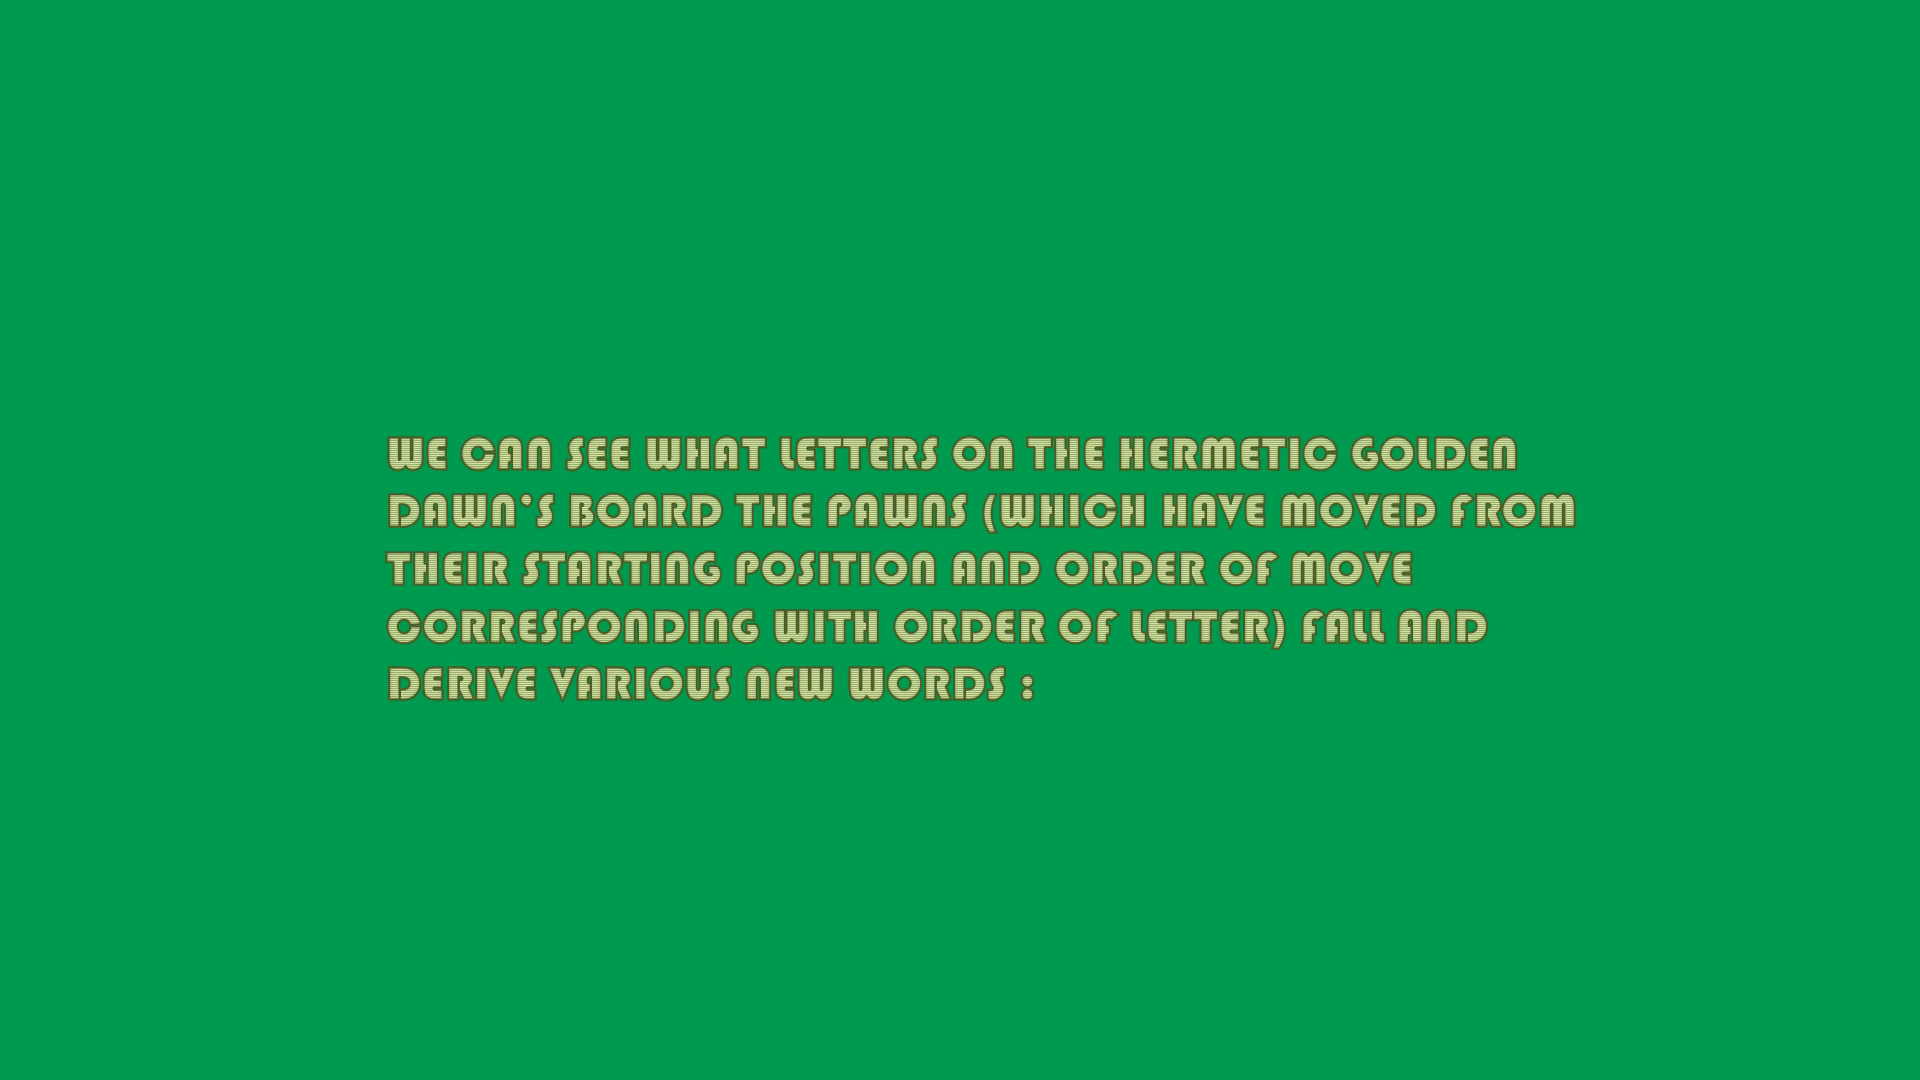 WE CAN SEE WHAT LETTERS ON THE HERMETIC GOLDEN
DAWN'S BOARD THE PAWNS (WHICH HAVE MOVED FROM
THEIR STARTING POSITION AND ORDER OF MOVE
CORRESPONDING WITH ORDER OF LETTER) FALL AND
DERIVE VARIOUS NEW WORDS :